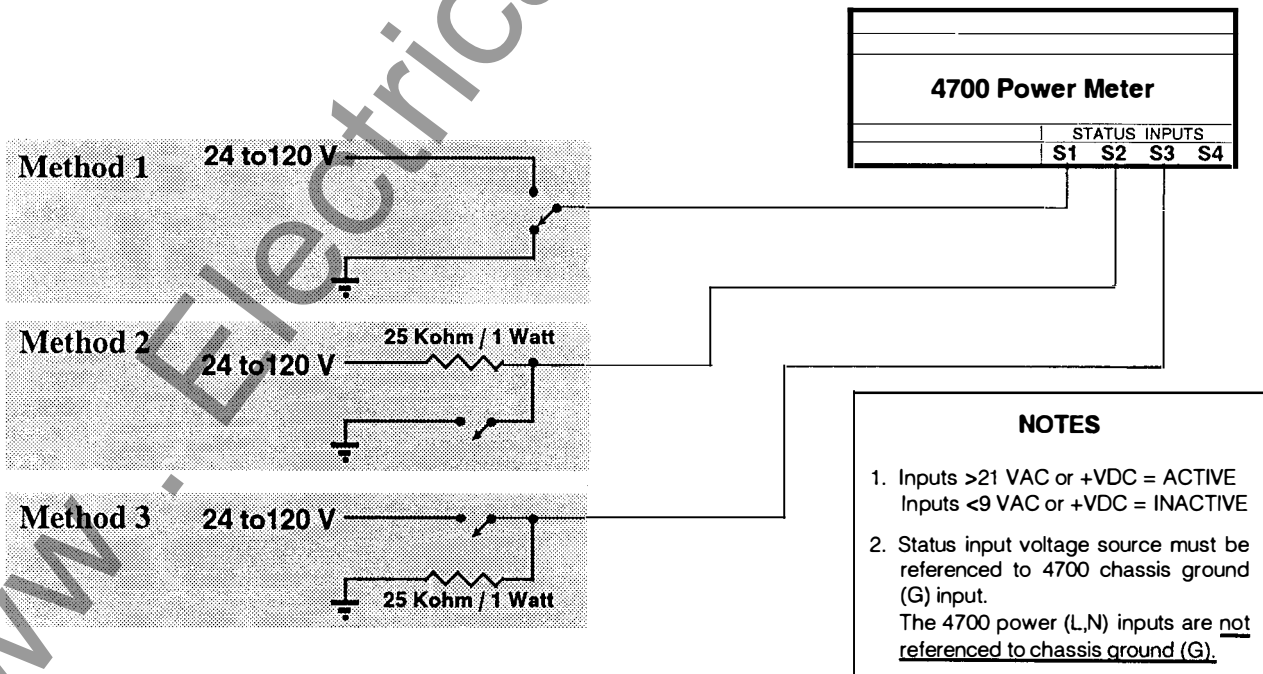 4700 Power Meter
STATUS INPUTS
S1 S2 S3 S4
Method 1
24 to120 V
Method 2
25 Kohm / 1 Watt
24 to120 V
Method 3
24 to120 V
25 Kohm / 1 Watt
NOTES
1. Inputs >21 VAC or +VDC = ACTIVE
Inputs <9 VAC or +VDC = INACTIVE
2. Status input voltage source must be
referenced to 4700 chassis ground
(G) input.
The 4700 power (L,N) inputs are not
referenced to chassis ground (G).
www . Electrica